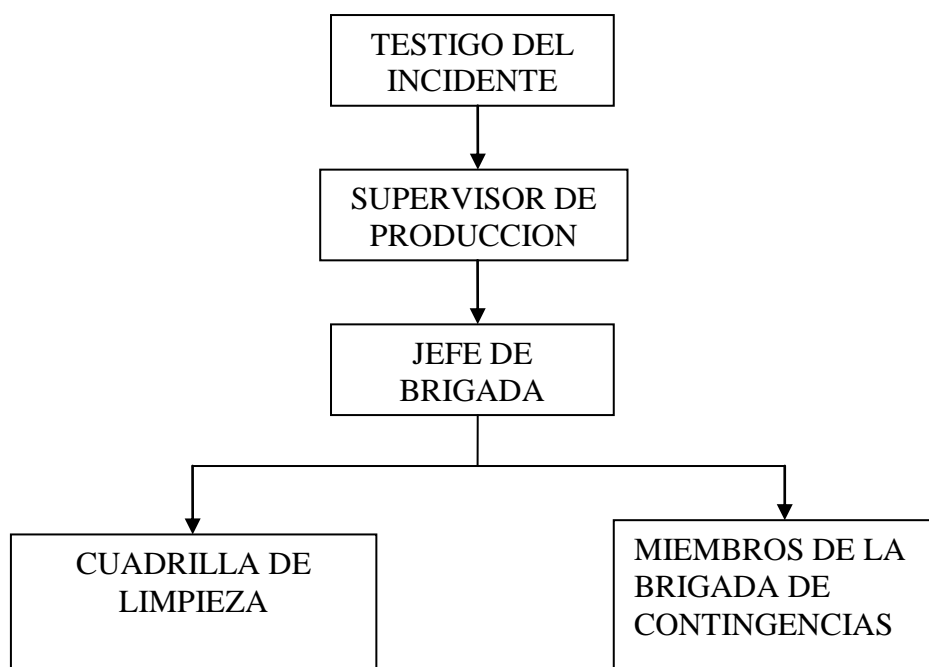 TESTIGO DEL
INCIDENTE
SUPERVISOR DE
PRODUCCION
JEFE DE
BRIGADA
CUADRILLA DE
LIMPIEZA
MIEMBROS DE LA
BRIGADA DE
CONTINGENCIAS